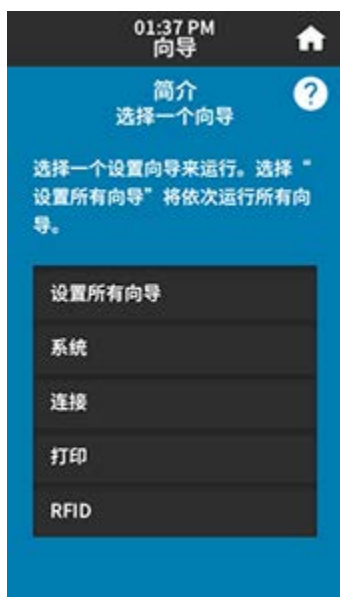 01:37 PM
向导
简介
?
选择一个向导
选择一个设置向导来运行。选择“
设置所有向导”将依次运行所有向
导。
设置所有向导
系统
连接
打印
RFID